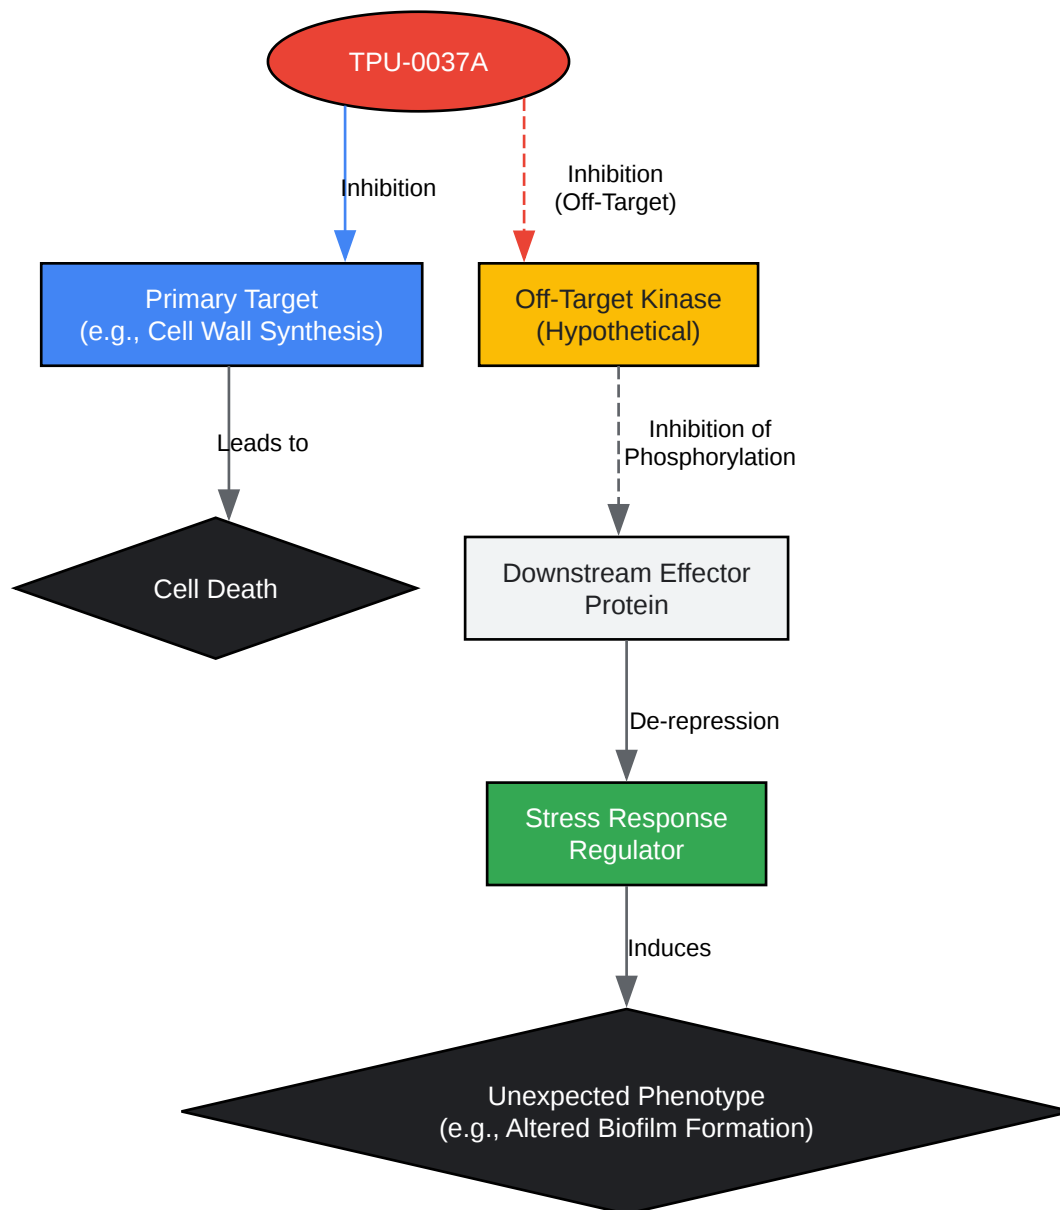 TPU-0037A
Inhibition
Inhibition
(Off-Target)
Primary Target
(e.g., Cell Wall Synthesis)
Off-Target Kinase
(Hypothetical)
Leads to
Inhibition of
Phosphorylation
Cell Death
Downstream Effector
Protein
De-repression
Stress Response
Regulator
Induces
Unexpected Phenotype
(e.g., Altered Biofilm Formation)